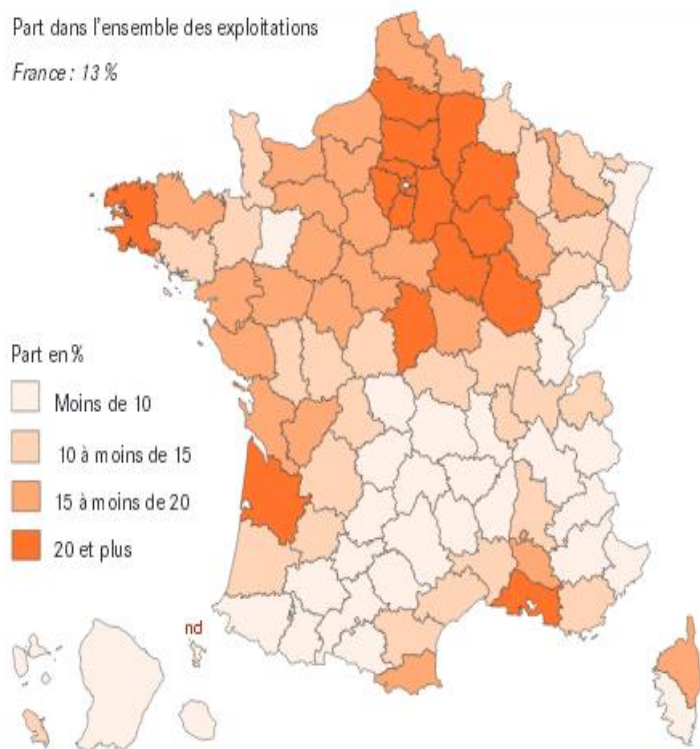 Part dans l'ensemble des exploitations
France : 13 %
Part en %
Moins de 10
10 à moins de 15
15 à moins de 20
20 et plus
nd